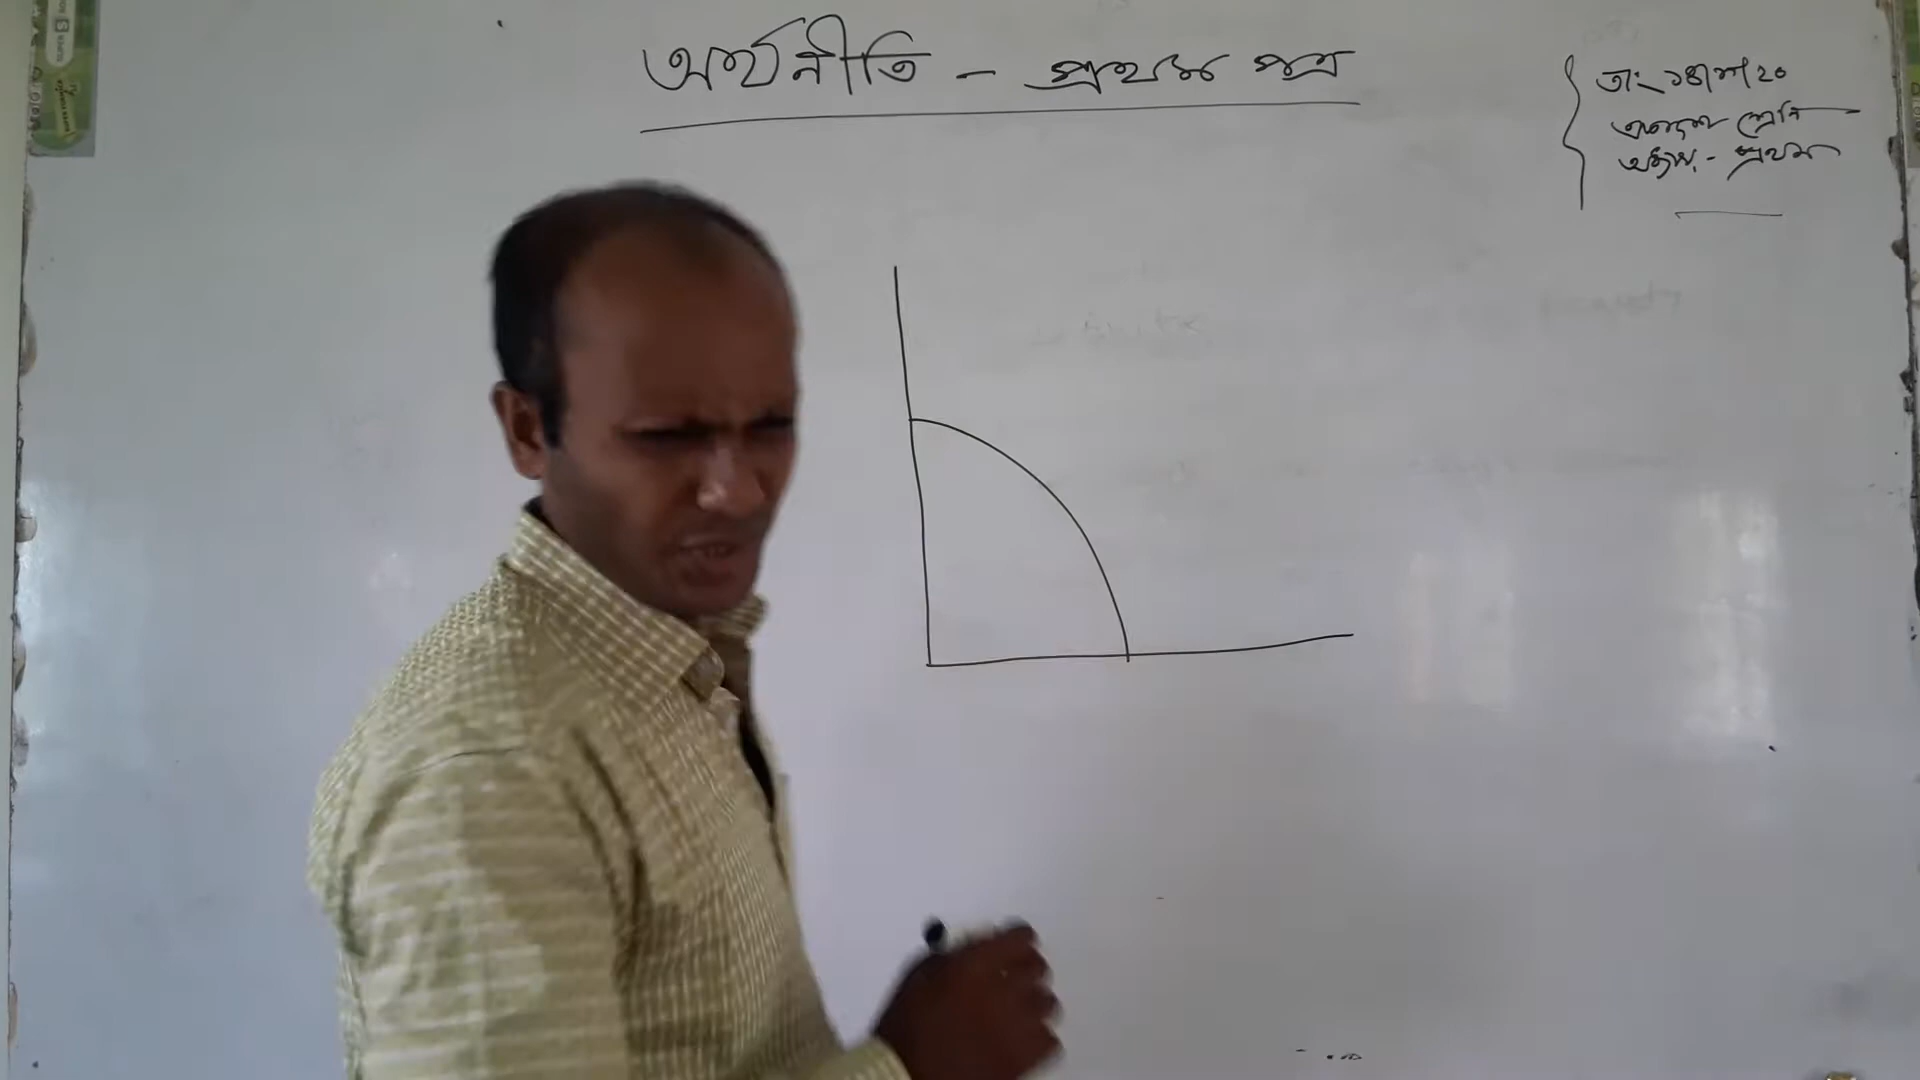 অর্থনীতি - প্রথম পত্র
তাং
একাদশ শ্রেণি
অধ্যায় - প্রথম